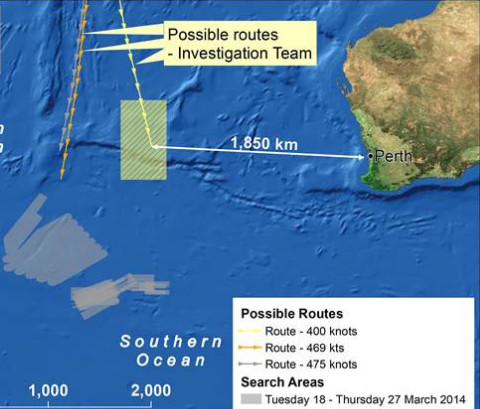 Possible routes
- Investigation Team
1,850 km
Perth
Southern
Ocean
1,000
2,000
Possible Routes
Route - 400 knots
Route - 469 kts
Route - 475 knots
Search Areas
Tuesday 18 - Thursday 27 March 2014